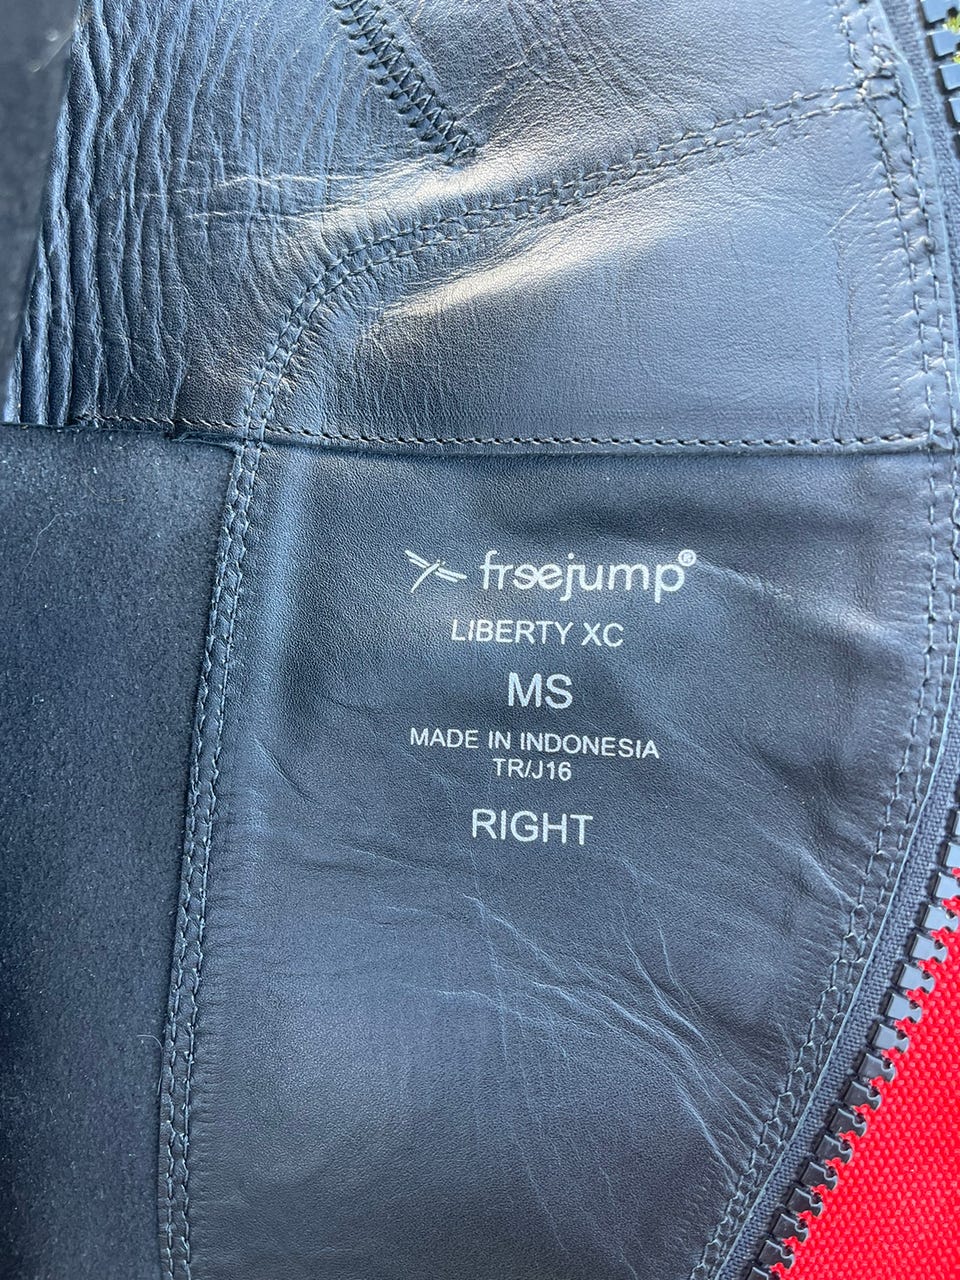 freejump®
LIBERTY XC
MS
MADE IN INDONESIA
TR/J16
RIGHT